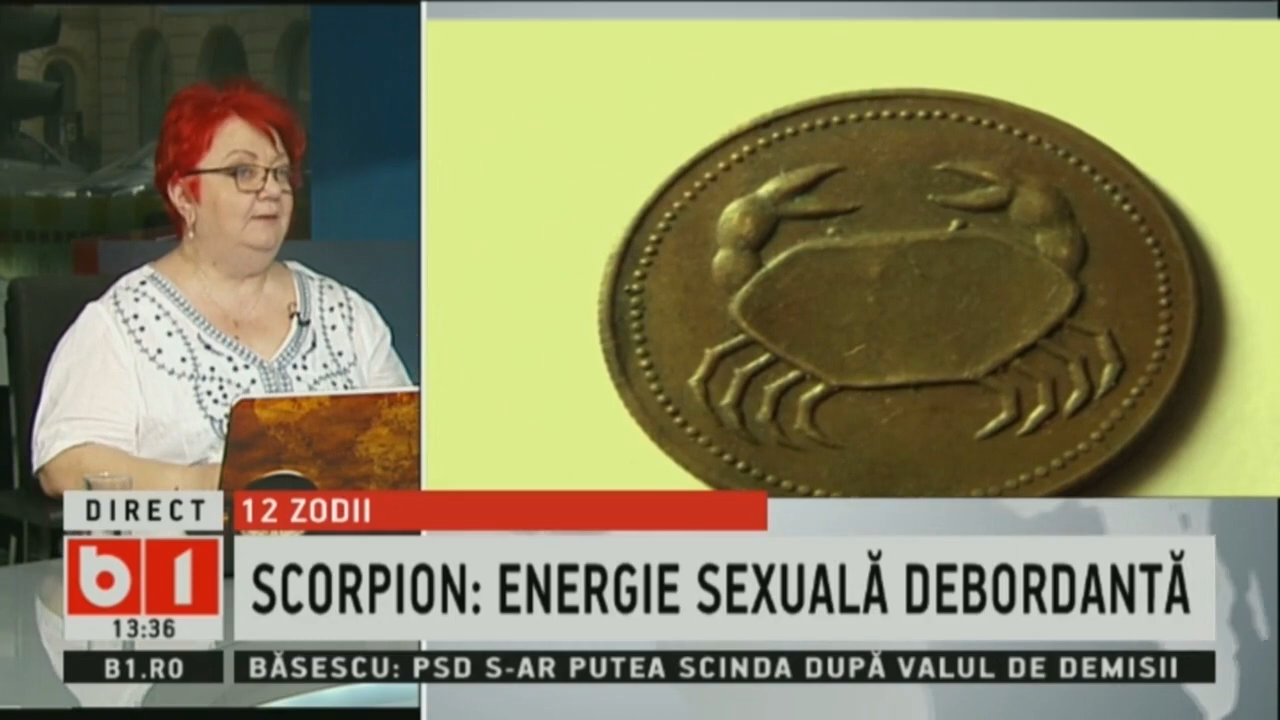 DIRECT
12 ZODII
b1
SCORPION: ENERGIE SEXUALĂ DEBORDANTĂ
13:36
B1.RO
BĂSESCU: PSD S-AR PUTEA SCINDA DUPĂ VALUL DE DEMISII